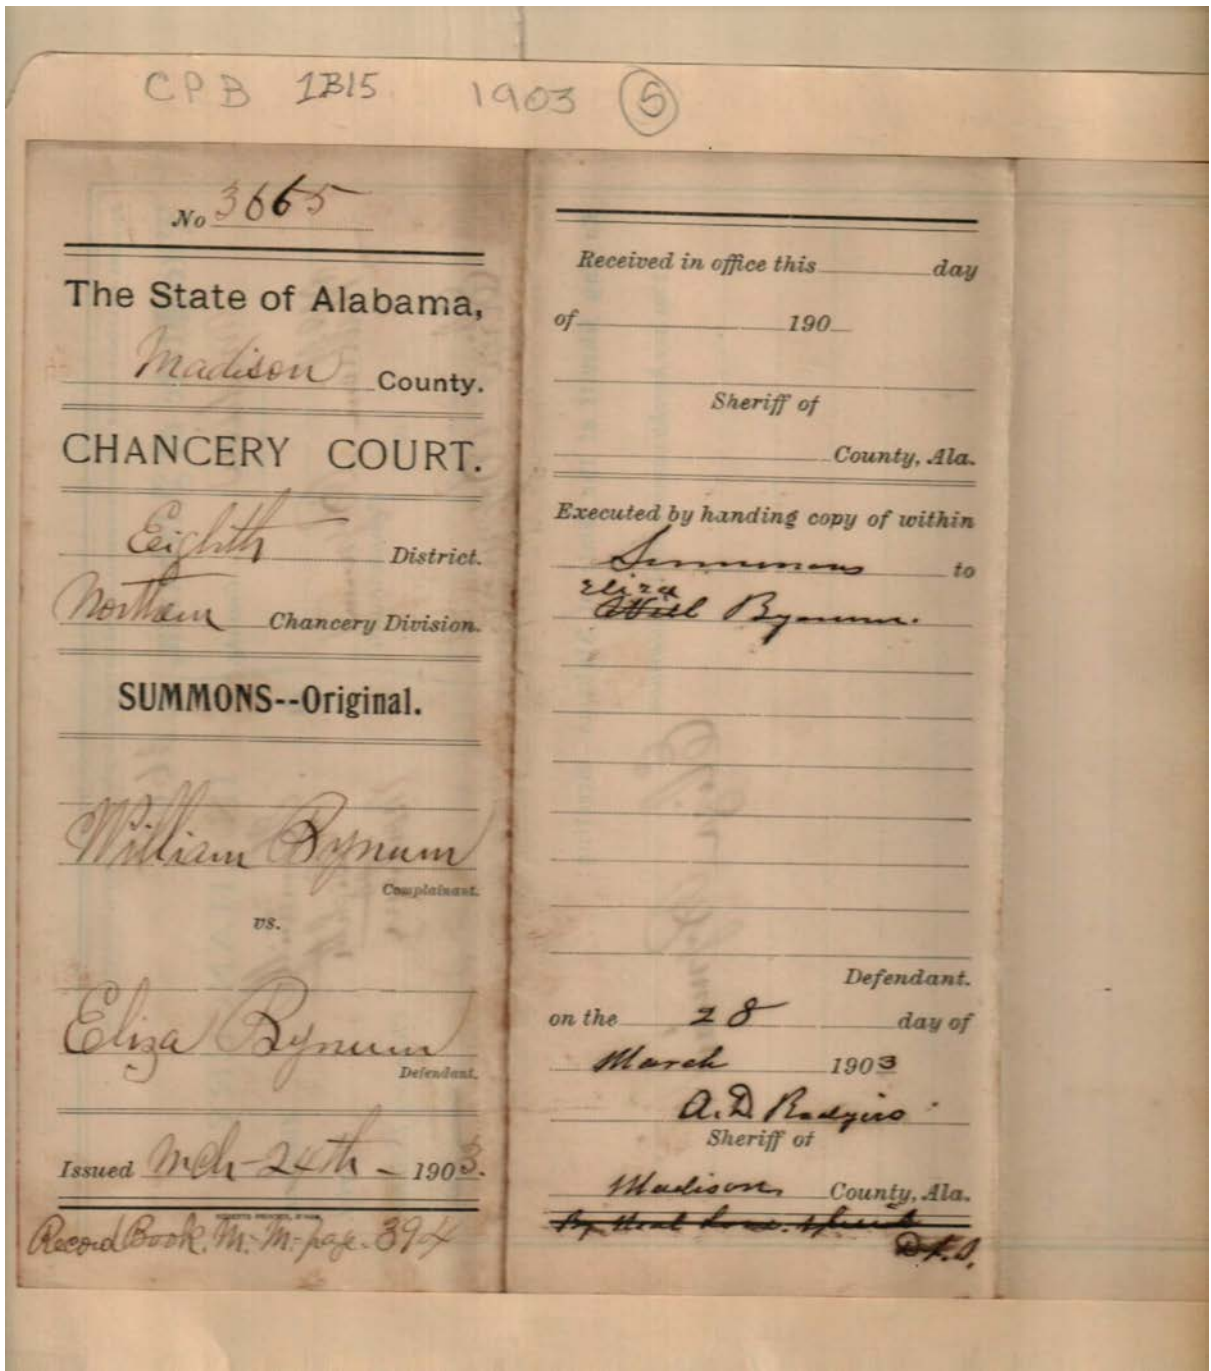 CPB 1B15 1903 5
No 3665
The State of Alabama,
Madison County.
CHANCERY COURT.
Eighth District.
Northern Chancery Division.
SUMMONS--Original.
William Bynum
Complainant.
vs.
Eliza Bynum
Defendant.
Issued Mch-24th - 1903.
Record Book. M.M- page. 394
Received in office this day
of 190
Sheriff of
County, Ala.
Executed by handing copy of within
Summons to
Eliza
Will Bynum.
Defendant.
on the 28 day of
March 1903
A.D. Rodgers
Sheriff of
Madison County, Ala.
By
D.S.